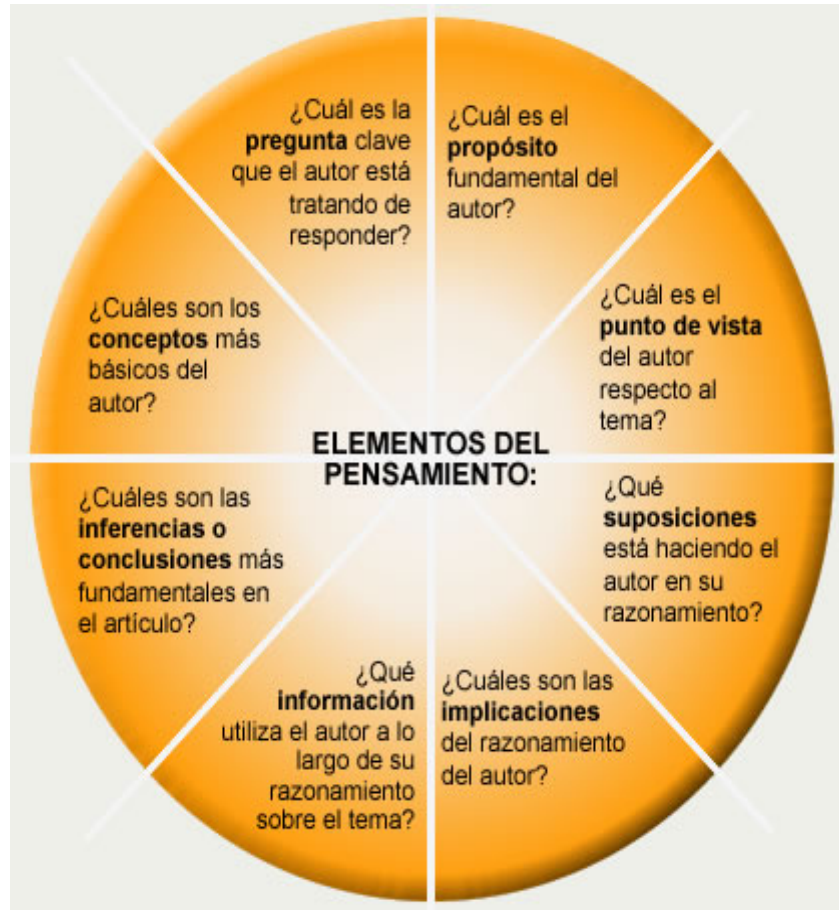 ¿Cuál es la
pregunta clave
que el autor está
tratando de
responder?
¿Cuál es el
propósito
fundamental del
autor?
¿Cuál es el
punto de vista
del autor
respecto al
tema?
¿Qué
suposiciones
está haciendo el
autor en su
razonamiento?
¿Cuáles son las
implicaciones
del razonamiento
del autor?
¿Qué
información
utiliza el autor a lo
largo de su
razonamiento
sobre el tema?
¿Cuáles son las
inferencias o
conclusiones más
fundamentales en
el artículo?
¿Cuáles son los
conceptos más
básicos del
autor?
ELEMENTOS DEL
PENSAMIENTO: